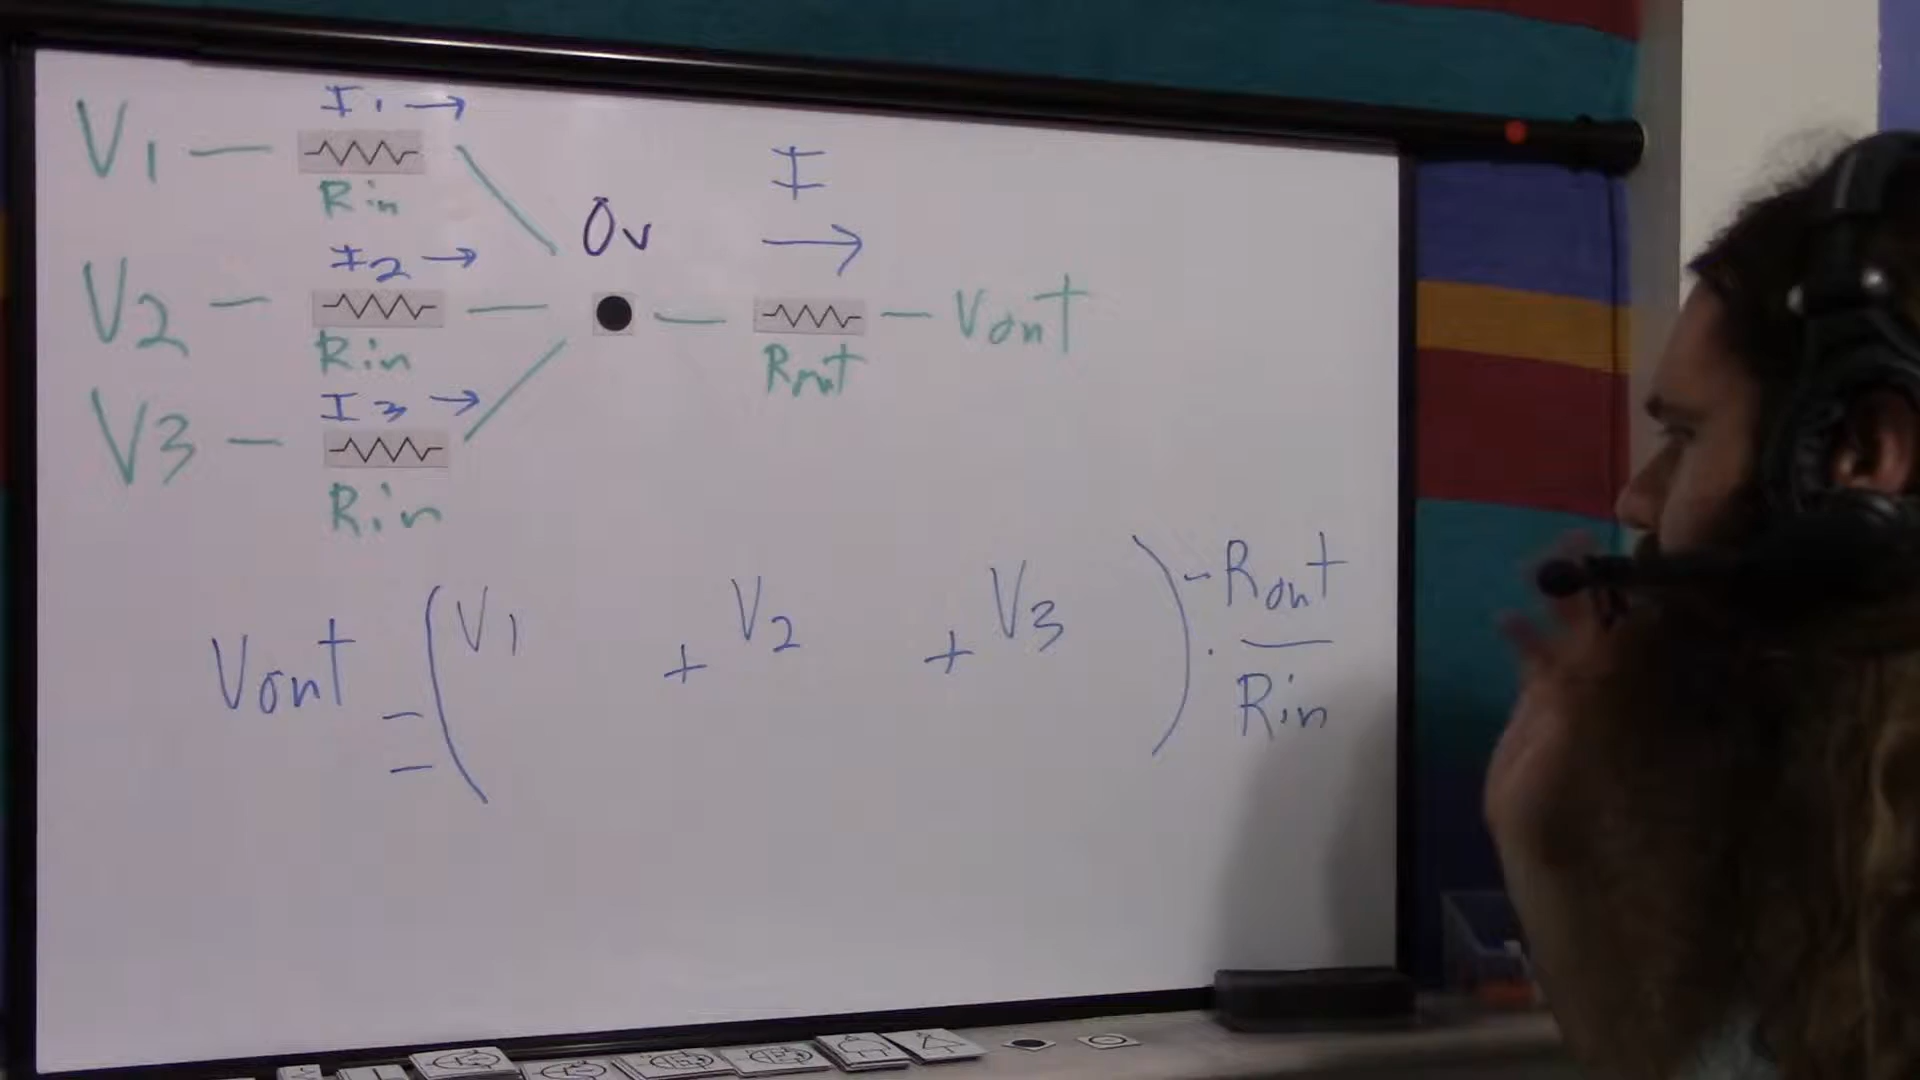 I1 →
V1 — Rin
I →
0v
I2 →
V2 — Rin — Rout — Vout
I3 →
V3 — Rin
Vout = (V1 + V2 + V3) · -Rout / Rin